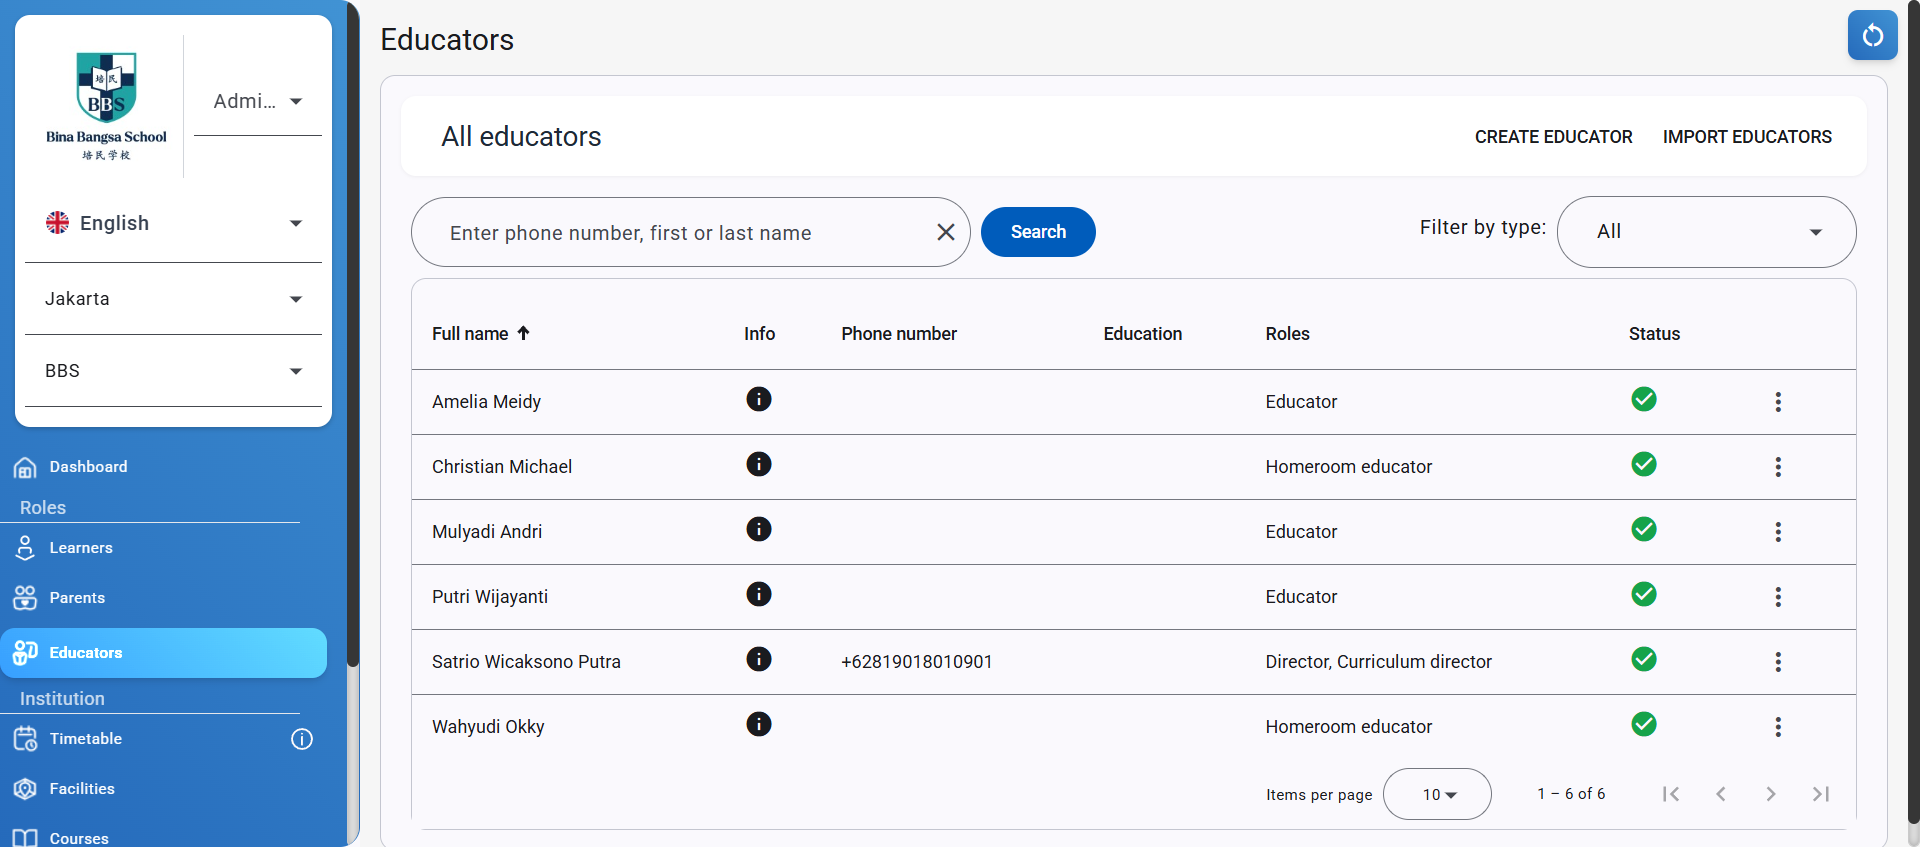 培 民
BBS
Bina Bangsa School
培民学校
Admi...
English
Jakarta
BBS
Dashboard
Roles
Learners
Parents
Educators
Institution
Timetable
Facilities
Courses
Educators
All educators
CREATE EDUCATOR IMPORT EDUCATORS
Enter phone number, first or last name
Search
Filter by type: All
Full name Info Phone number Education Roles Status
Amelia Meidy Educator
Christian Michael Homeroom educator
Mulyadi Andri Educator
Putri Wijayanti Educator
Satrio Wicaksono Putra +62819018010901 Director, Curriculum director
Wahyudi Okky Homeroom educator
Items per page 10 1 – 6 of 6